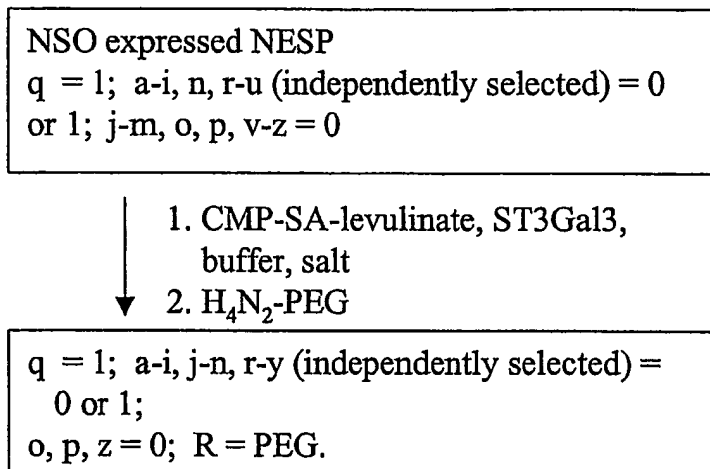 NSO expressed NESP
q = 1; a-i, n, r-u (independently selected) = 0
or 1; j-m, o, p, v-z = 0
1. CMP-SA-levulinate, ST3Gal3,
buffer, salt
2. H₄N₂-PEG
q = 1; a-i, j-n, r-y (independently selected) =
0 or 1;
o, p, z = 0; R = PEG.